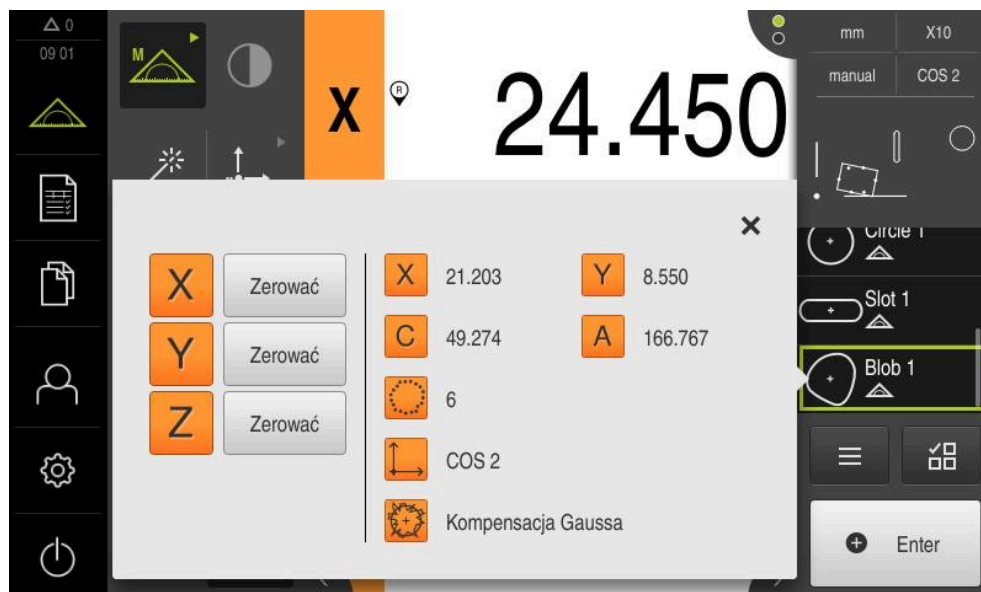 0
09 01
M
X
R
24.450
mm X10
manual COS 2
Circle 1
Slot 1
Blob 1
X Zerować
Y Zerować
Z Zerować
X 21.203 Y 8.550
C 49.274 A 166.767
6
COS 2
Kompensacja Gaussa
Enter